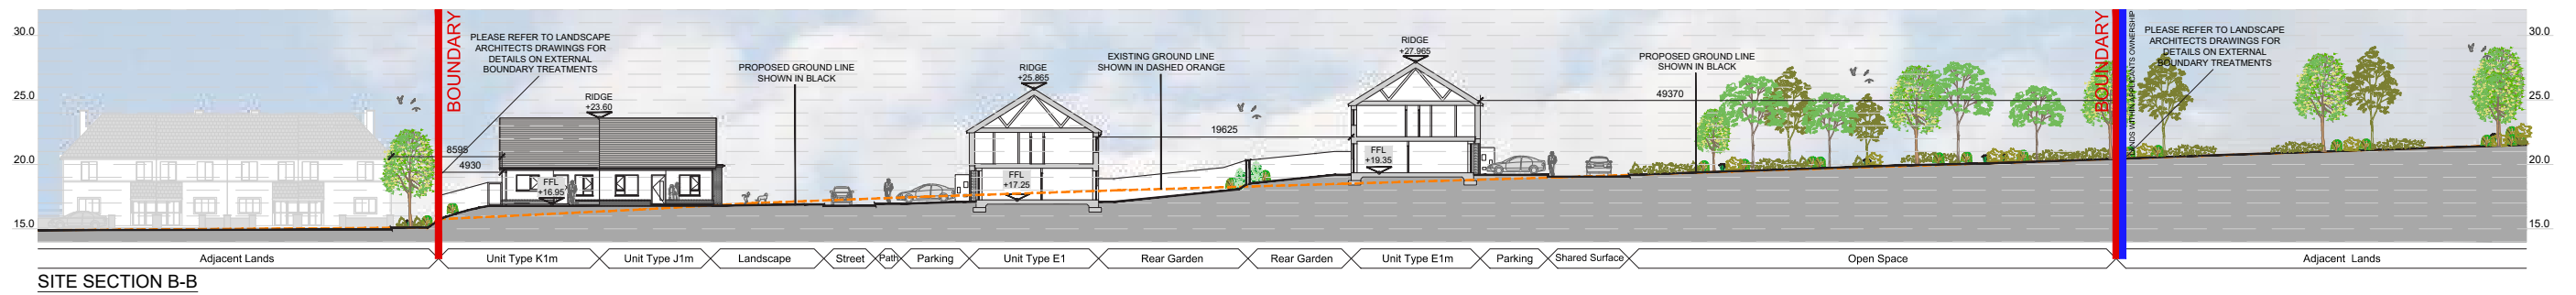 30.0
25.0
20.0
15.0
BOUNDARY
PLEASE REFER TO LANDSCAPE
ARCHITECTS DRAWINGS FOR
DETAILS ON EXTERNAL
BOUNDARY TREATMENTS
8595
4930
RIDGE
+23.60
FFL
+16.95
PROPOSED GROUND LINE
SHOWN IN BLACK
RIDGE
+25.865
FFL
+17.25
EXISTING GROUND LINE
SHOWN IN DASHED ORANGE
19625
RIDGE
+27.965
FFL
+19.35
PROPOSED GROUND LINE
SHOWN IN BLACK
49370
BOUNDARY
LANDS WITHIN APPLICANTS OWNERSHIP
PLEASE REFER TO LANDSCAPE
ARCHITECTS DRAWINGS FOR
DETAILS ON EXTERNAL
BOUNDARY TREATMENTS
30.0
25.0
20.0
15.0
Adjacent Lands
Unit Type K1m
Unit Type J1m
Landscape
Street
Path
Parking
Unit Type E1
Rear Garden
Rear Garden
Unit Type E1m
Parking
Shared Surface
Open Space
Adjacent Lands
SITE SECTION B-B